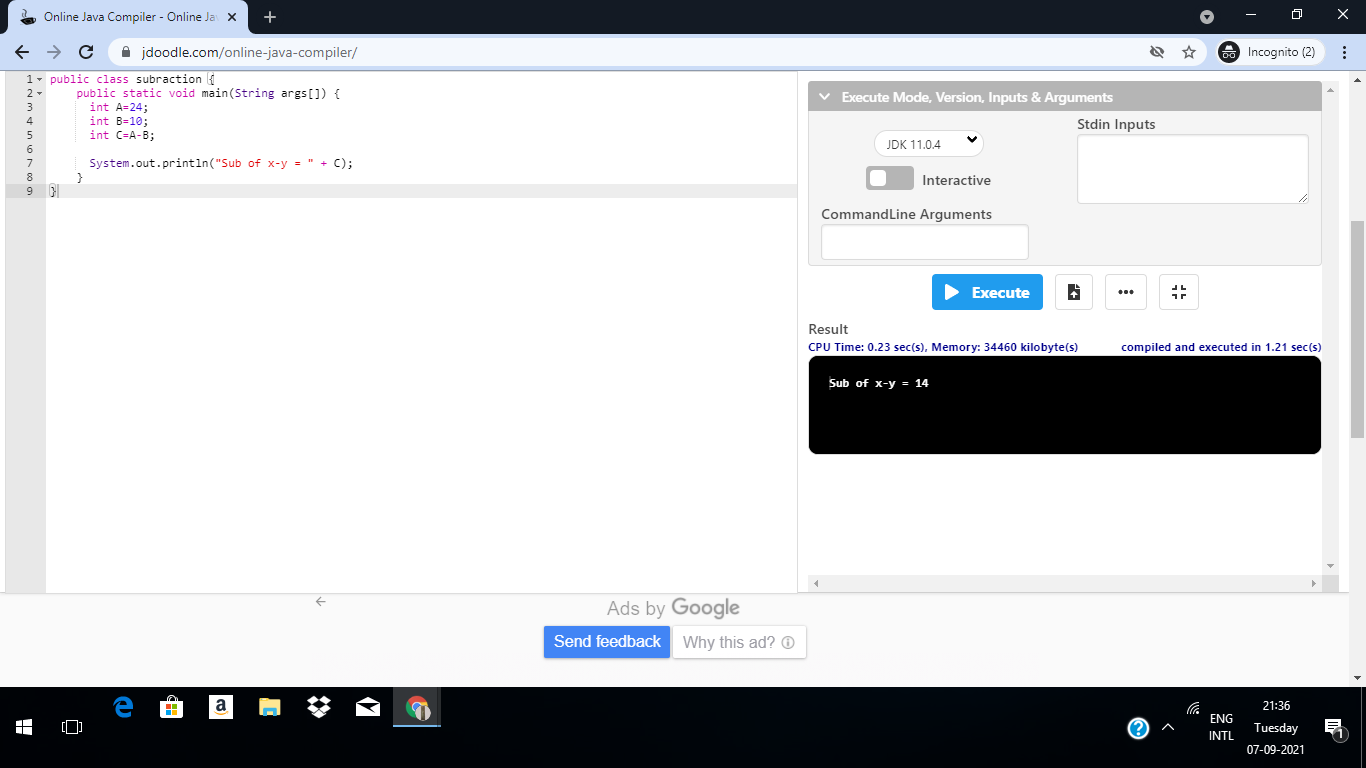 Online Java Compiler - Online Ja
jdoodle.com/online-java-compiler/
Incognito (2)
1 public class subraction {
2 public static void main(String args[]) {
3 int A=24;
4 int B=10;
5 int C=A-B;
6
7 System.out.println("Sub of x-y = " + C);
8 }
9 }
Execute Mode, Version, Inputs & Arguments
JDK 11.0.4
Stdin Inputs
Interactive
CommandLine Arguments
Execute
Result
CPU Time: 0.23 sec(s), Memory: 34460 kilobyte(s)
compiled and executed in 1.21 sec(s)
Sub of x-y = 14
Ads by Google
Send feedback
Why this ad?
ENG
INTL
21:36
Tuesday
07-09-2021
1